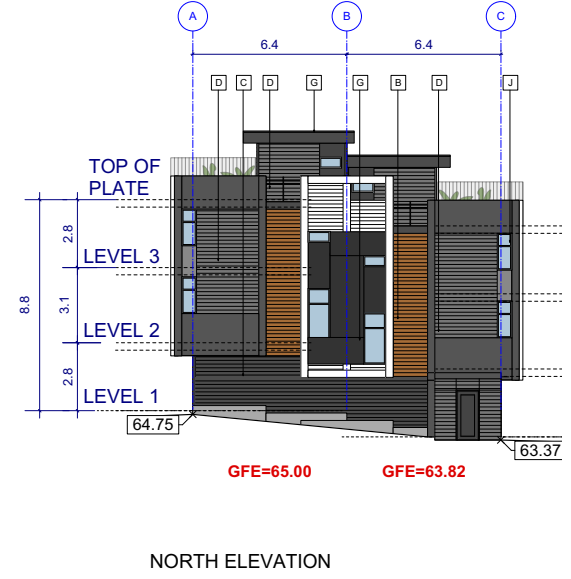 A
B
C
6.4
6.4
D
C
D
G
G
B
D
J
TOP OF
PLATE
2.8
LEVEL 3
8.8
3.1
LEVEL 2
2.8
LEVEL 1
64.75
63.37
GFE=65.00
GFE=63.82
NORTH ELEVATION